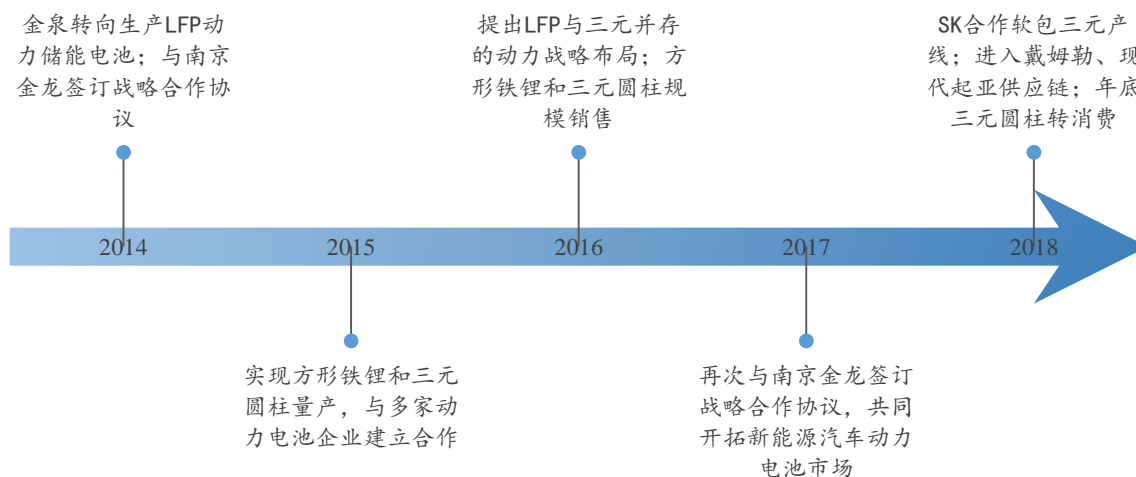 金泉转向生产LFP动
力储能电池；与南京
金龙签订战略合作协
议
提出LFP与三元并存
的动力战略布局；方
形铁锂和三元圆柱规
模销售
SK合作软包三元产
线；进入戴姆勒、现
代起亚供应链；年底
三元圆柱转消费
2014
2015
2016
2017
2018
实现方形铁锂和三元
圆柱量产，与多家动
力电池企业建立合作
再次与南京金龙签订
战略合作协议，共同
开拓新能源汽车动力
电池市场